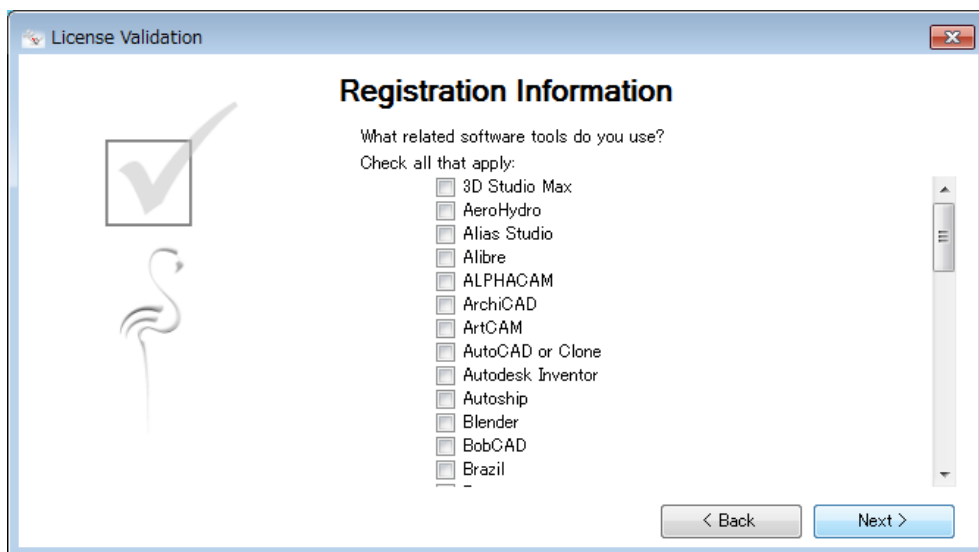 License Validation
Registration Information
What related software tools do you use?
Check all that apply:
3D Studio Max
AeroHydro
Alias Studio
Alibre
ALPHACAM
ArchiCAD
ArtCAM
AutoCAD or Clone
Autodesk Inventor
Autoship
Blender
BobCAD
Brazil
< Back
Next >